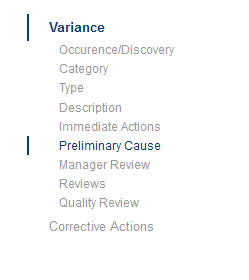 Variance
Occurence/Discovery
Category
Type
Description
Immediate Actions
Preliminary Cause
Manager Review
Reviews
Quality Review
Corrective Actions